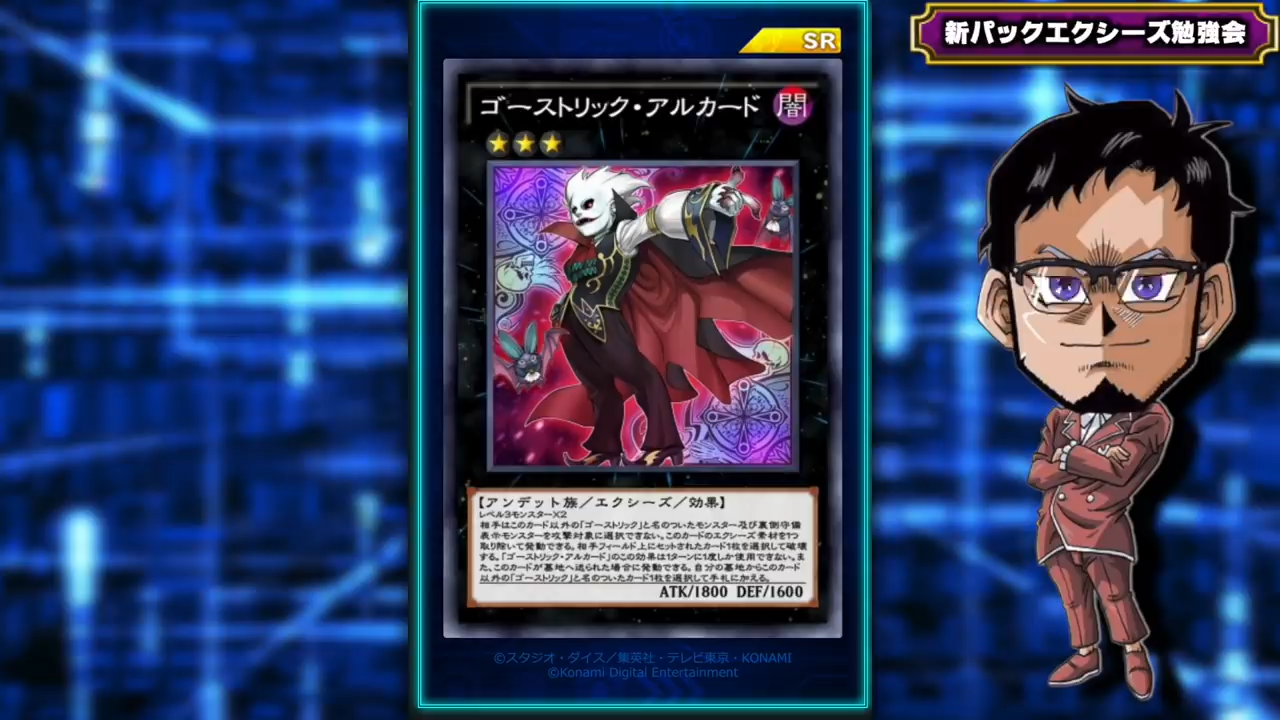 新パックエクシーズ勉強会
SR
ゴーストリック・アルカード
闇
【アンデット族／エクシーズ／効果】
レベル3モンスター×2
相手はこのカード以外の「ゴーストリック」と名のついたモンスター及び裏側守備
表示モンスターを攻撃対象に選択できない。このカードのエクシーズ素材を1つ
取り除いて発動できる。相手フィールド上にセットされたカード1枚を選択して破壊
する。「ゴーストリック・アルカード」のこの効果は1ターンに1度しか使用できない。ま
た、このカードが墓地へ送られた場合に発動できる。自分の墓地からこのカード
以外の「ゴーストリック」と名のついたカード1枚を選択して手札に加える。
ATK/1800 DEF/1600
©スタジオ・ダイス／集英社・テレビ東京・KONAMI
©Konami Digital Entertainment